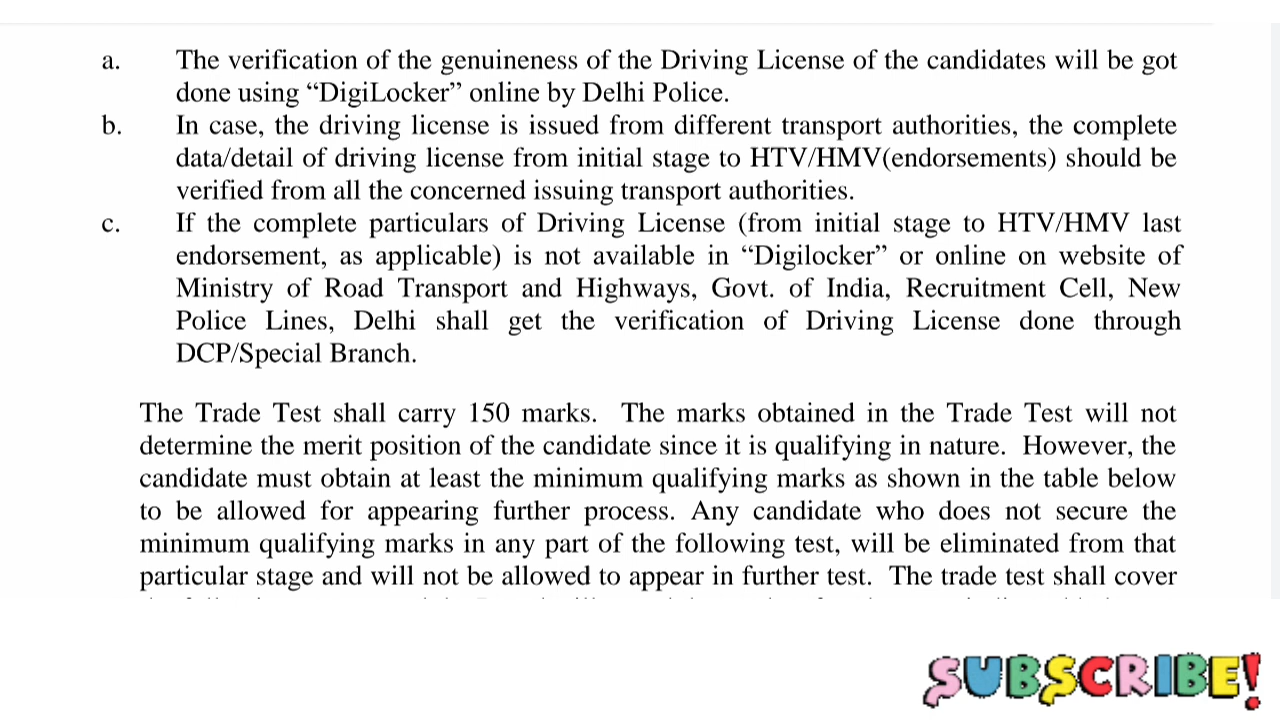 a. The verification of the genuineness of the Driving License of the candidates will be got
done using “DigiLocker” online by Delhi Police.
b. In case, the driving license is issued from different transport authorities, the complete
data/detail of driving license from initial stage to HTV/HMV(endorsements) should be
verified from all the concerned issuing transport authorities.
c. If the complete particulars of Driving License (from initial stage to HTV/HMV last
endorsement, as applicable) is not available in “Digilocker” or online on website of
Ministry of Road Transport and Highways, Govt. of India, Recruitment Cell, New
Police Lines, Delhi shall get the verification of Driving License done through
DCP/Special Branch.
The Trade Test shall carry 150 marks. The marks obtained in the Trade Test will not
determine the merit position of the candidate since it is qualifying in nature. However, the
candidate must obtain at least the minimum qualifying marks as shown in the table below
to be allowed for appearing further process. Any candidate who does not secure the
minimum qualifying marks in any part of the following test, will be eliminated from that
particular stage and will not be allowed to appear in further test. The trade test shall cover
SUBSCRIBE!